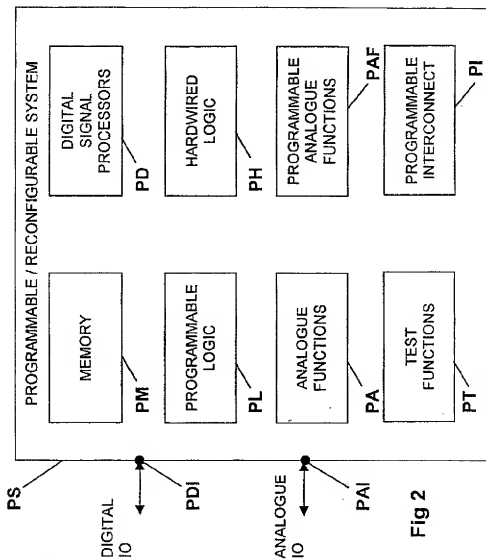 PROGRAMMABLE / RECONFIGURABLE SYSTEM
PS
DIGITAL
IO
PDI
ANALOGUE
IO
PAI
MEMORY
PM
DIGITAL
SIGNAL
PROCESSORS
PD
PROGRAMMABLE
LOGIC
PL
HARDWIRED
LOGIC
PH
ANALOGUE
FUNCTIONS
PA
PROGRAMMABLE
ANALOGUE
FUNCTIONS
PAF
TEST
FUNCTIONS
PT
PROGRAMMABLE
INTERCONNECT
PI
Fig 2